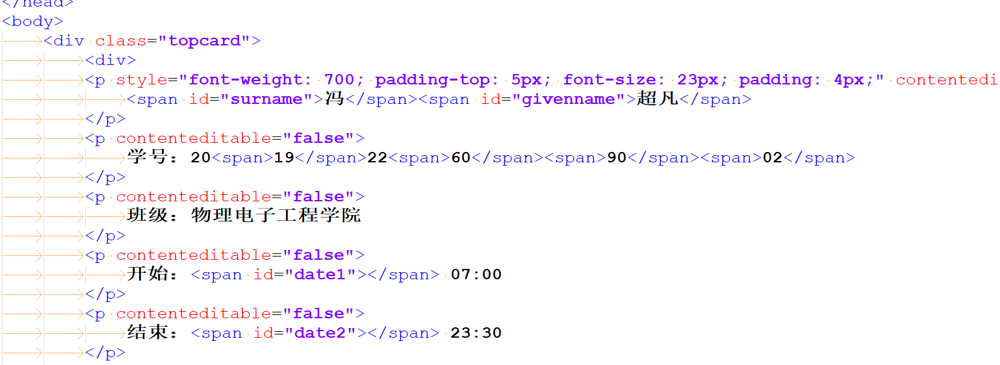 </head>
<body>
<div class="topcard">
<div>
<p style="font-weight: 700; padding-top: 5px; font-size: 23px; padding: 4px;" contentedi
<span id="surname">冯</span><span id="givenname">超凡</span>
</p>
<p contenteditable="false">
学号：20<span>19</span>22<span>60</span><span>90</span><span>02</span>
</p>
<p contenteditable="false">
班级：物理电子工程学院
</p>
<p contenteditable="false">
开始：<span id="date1"></span> 07:00
</p>
<p contenteditable="false">
结束：<span id="date2"></span> 23:30
</p>